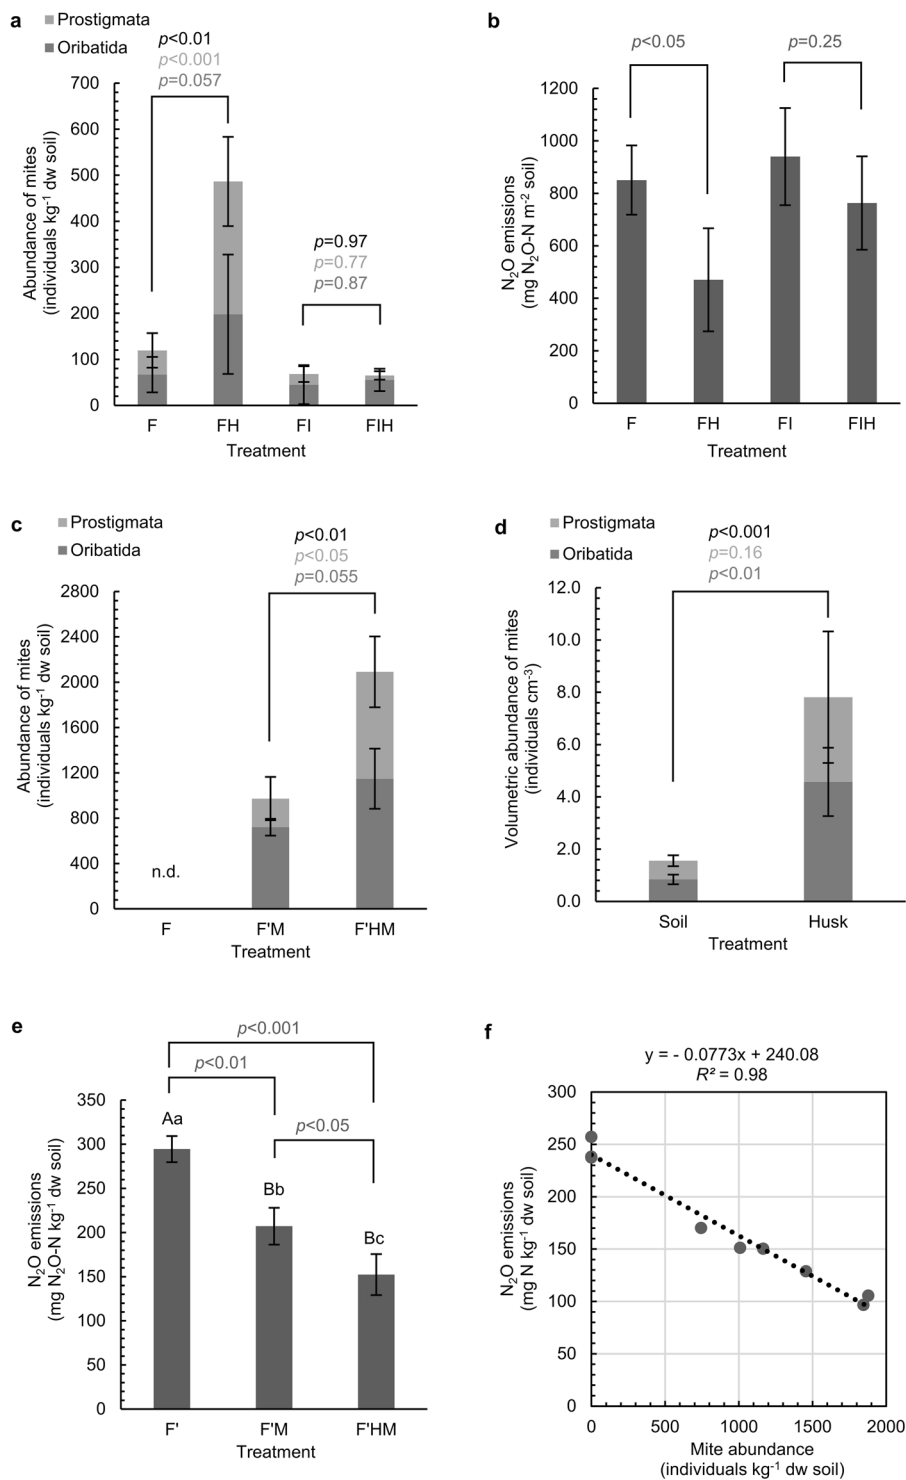 a
Prostigmata
Oribatida
p<0.01
p<0.001
p=0.057
p=0.97
p=0.77
p=0.87
Abundance of mites
(individuals kg⁻¹ dw soil)
700
600
500
400
300
200
100
0
F FH FI FIH
Treatment
b
p<0.05 p=0.25
N₂O emissions
(mg N₂O-N m⁻² soil)
1200
1000
800
600
400
200
0
F FH FI FIH
Treatment
c
Prostigmata
Oribatida
p<0.01
p<0.05
p=0.055
Abundance of mites
(individuals kg⁻¹ dw soil)
2800
2400
2000
1600
1200
800
400
0
n.d.
F F'M F'HM
Treatment
d
Prostigmata
Oribatida
p<0.001
p=0.16
p<0.01
Volumetric abundance of mites
(individuals cm⁻³)
12.0
10.0
8.0
6.0
4.0
2.0
0.0
Soil Husk
Treatment
e
p<0.001
p<0.01
p<0.05
N₂O emissions
(mg N₂O-N kg⁻¹ dw soil)
350
300
250
200
150
100
50
0
Aa
Bb
Bc
F' F'M F'HM
Treatment
f
y = - 0.0773x + 240.08
R² = 0.98
N₂O emissions
(mg N kg⁻¹ dw soil)
300
250
200
150
100
50
0
0 500 1000 1500 2000
Mite abundance
(individuals kg⁻¹ dw soil)